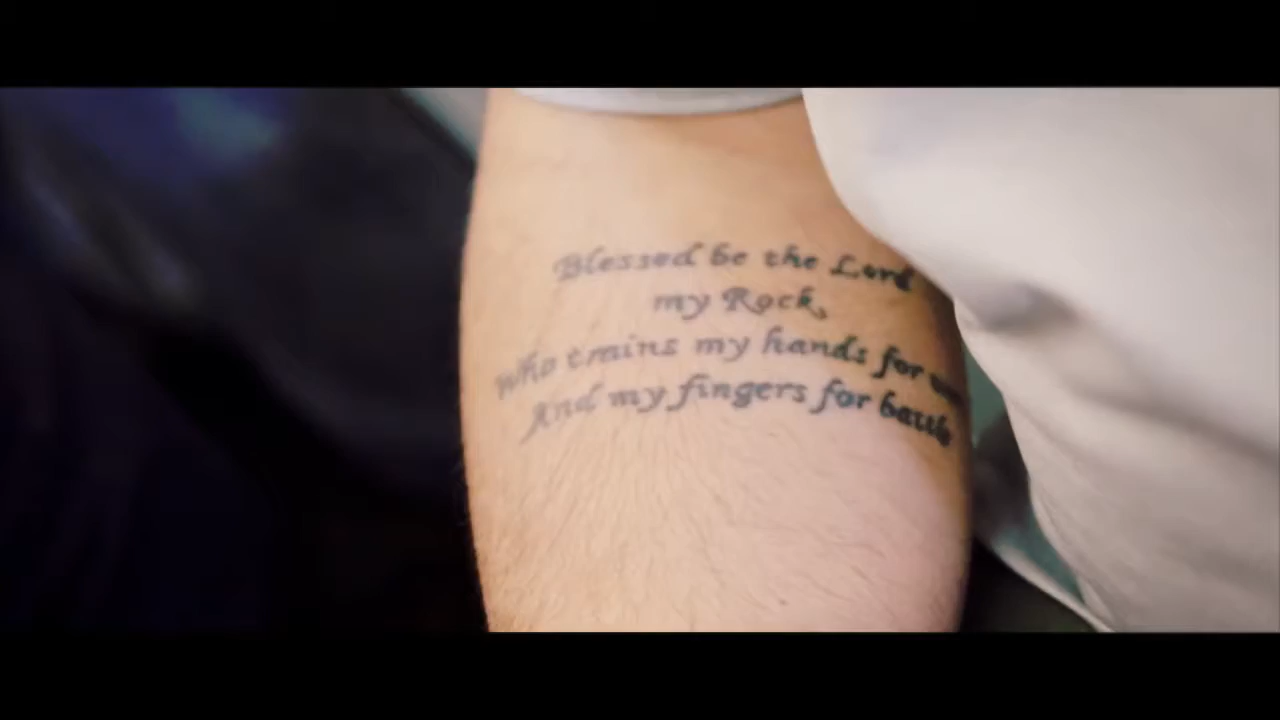 Blessed be the Lord
my Rock,
Who trains my hands for
And my fingers for battle